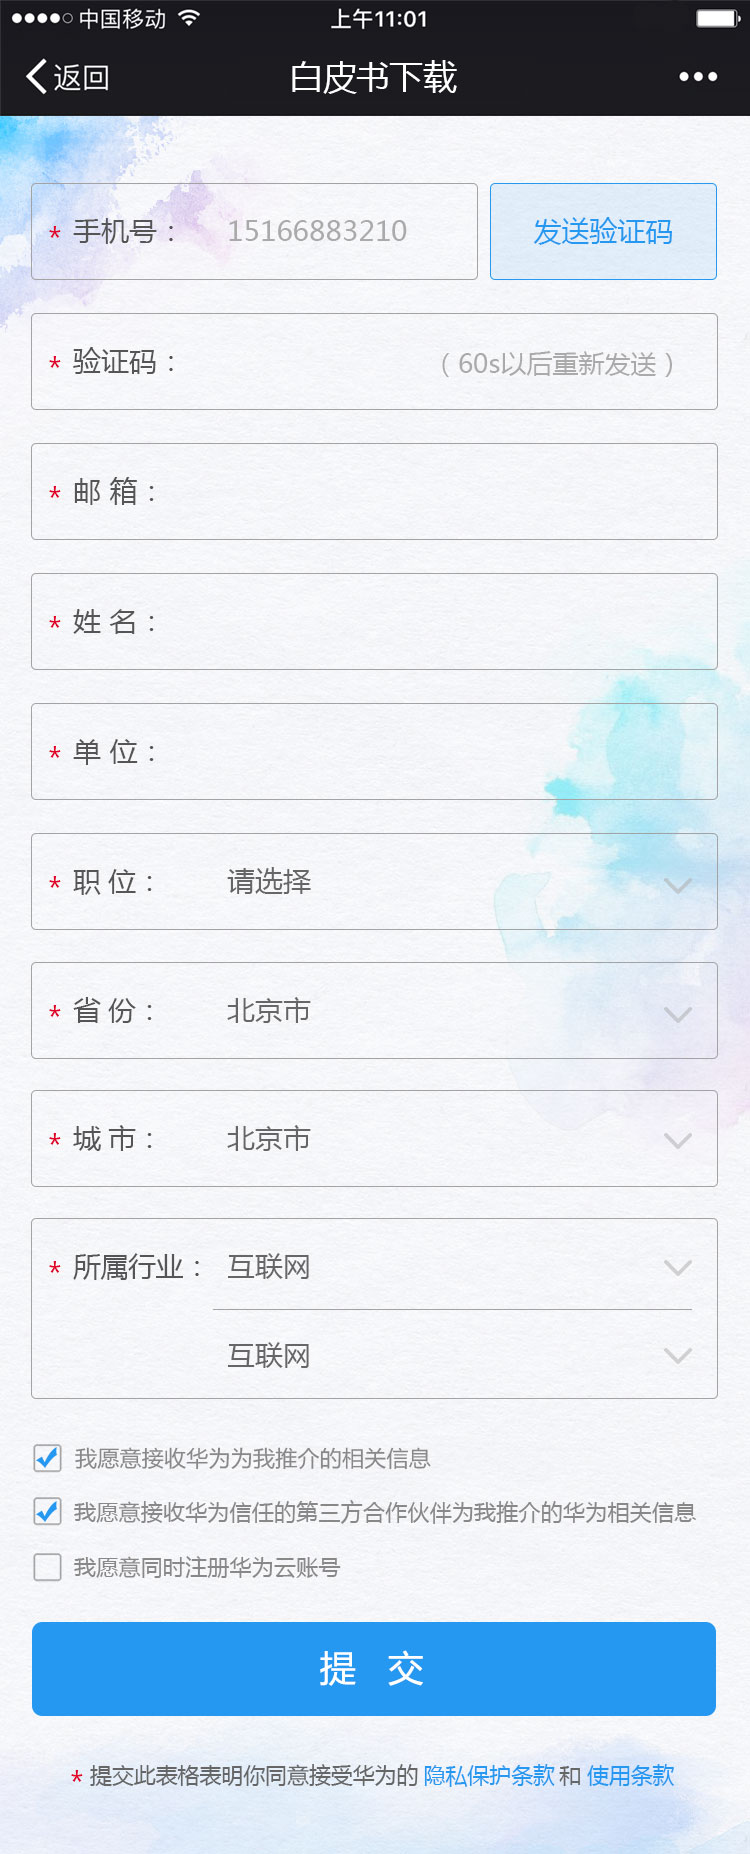 中国移动 上午11:01
返回 白皮书下载
* 手机号： 15166883210 发送验证码
* 验证码： （60s以后重新发送）
* 邮 箱：
* 姓 名：
* 单 位：
* 职 位： 请选择
* 省 份： 北京市
* 城 市： 北京市
* 所属行业： 互联网
互联网
我愿意接收华为为我推介的相关信息
我愿意接收华为信任的第三方合作伙伴为我推介的华为相关信息
我愿意同时注册华为云账号
提 交
* 提交此表格表明你同意接受华为的 隐私保护条款 和 使用条款